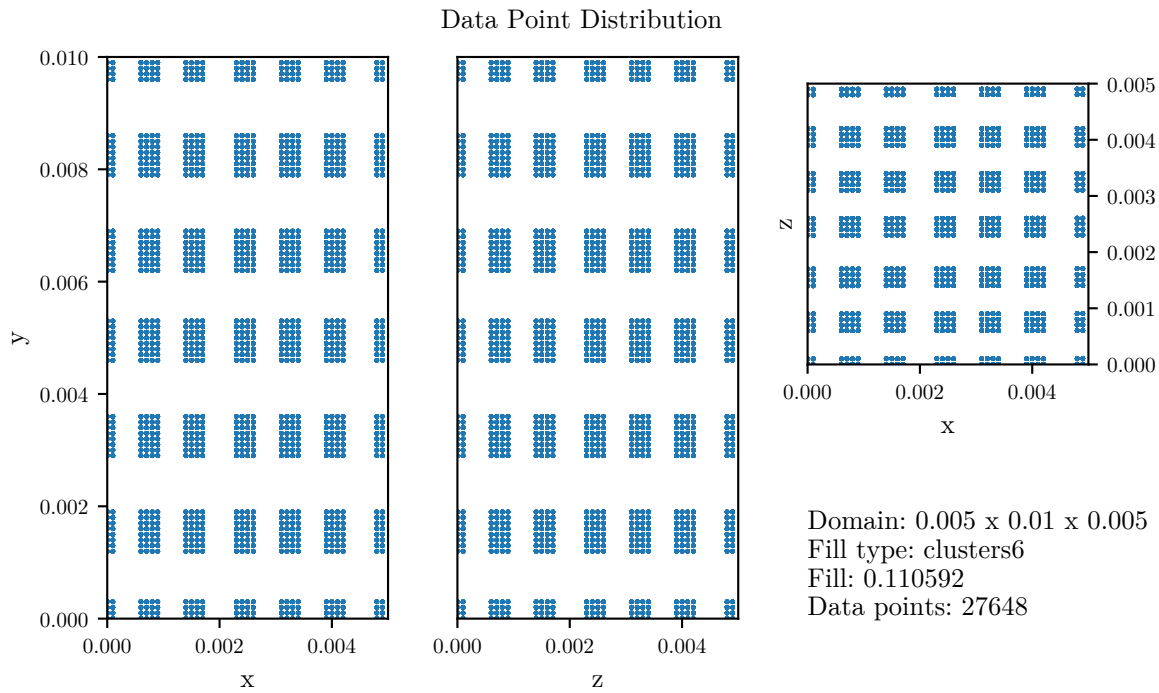 Data Point Distribution
0.010
0.008
0.006
0.004
0.002
0.000
y
0.000 0.002 0.004
x
0.000 0.002 0.004
z
0.005
0.004
0.003
0.002
0.001
0.000
z
0.000 0.002 0.004
x
Domain: 0.005 x 0.01 x 0.005
Fill type: clusters6
Fill: 0.110592
Data points: 27648